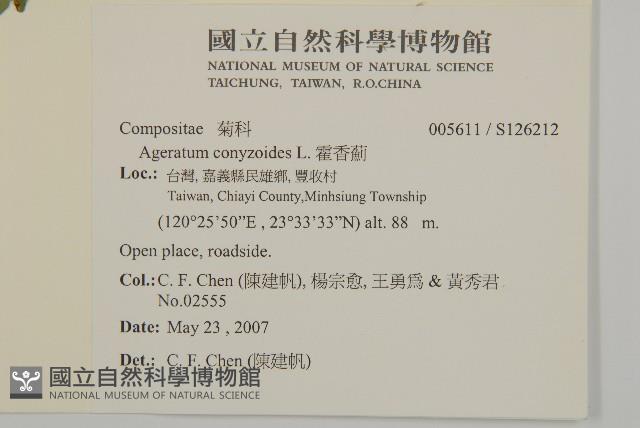 國立自然科學博物館
NATIONAL MUSEUM OF NATURAL SCIENCE
TAICHUNG, TAIWAN, R.O.CHINA
Compositae 菊科 005611 / S126212
Ageratum conyzoides L. 霍香薊
Loc.: 台灣, 嘉義縣民雄鄉, 豐收村
Taiwan, Chiayi County,Minhsiung Township
(120°25’50”E , 23°33’33”N) alt. 88 m.
Open place, roadside.
Col.: C. F. Chen (陳建帆), 楊宗愈, 王勇為 & 黃秀君
No.02555
Date: May 23 , 2007
Det.: C. F. Chen (陳建帆)
國立自然科學博物館
NATIONAL MUSEUM OF NATURAL SCIENCE